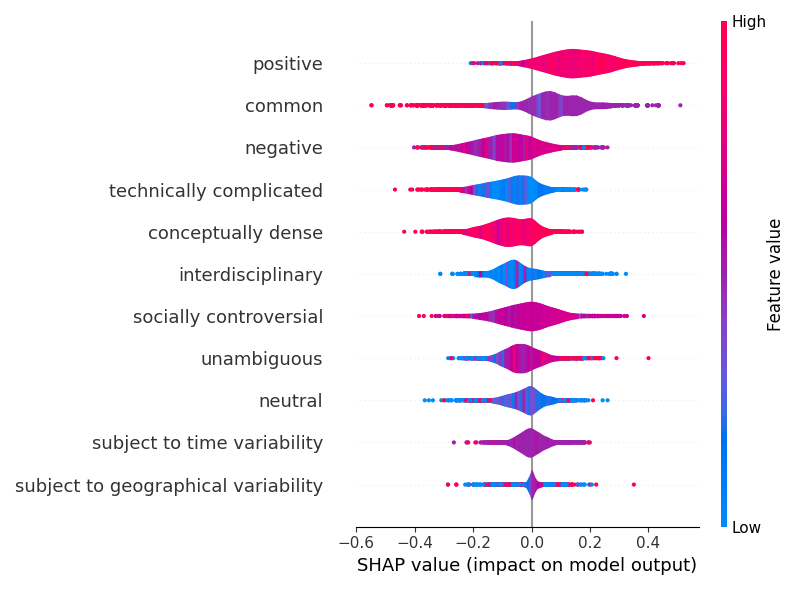 High
positive
common
negative
technically complicated
conceptually dense
interdisciplinary
socially controversial
unambiguous
neutral
subject to time variability
subject to geographical variability
Feature value
Low
−0.6 −0.4 −0.2 0.0 0.2 0.4
SHAP value (impact on model output)